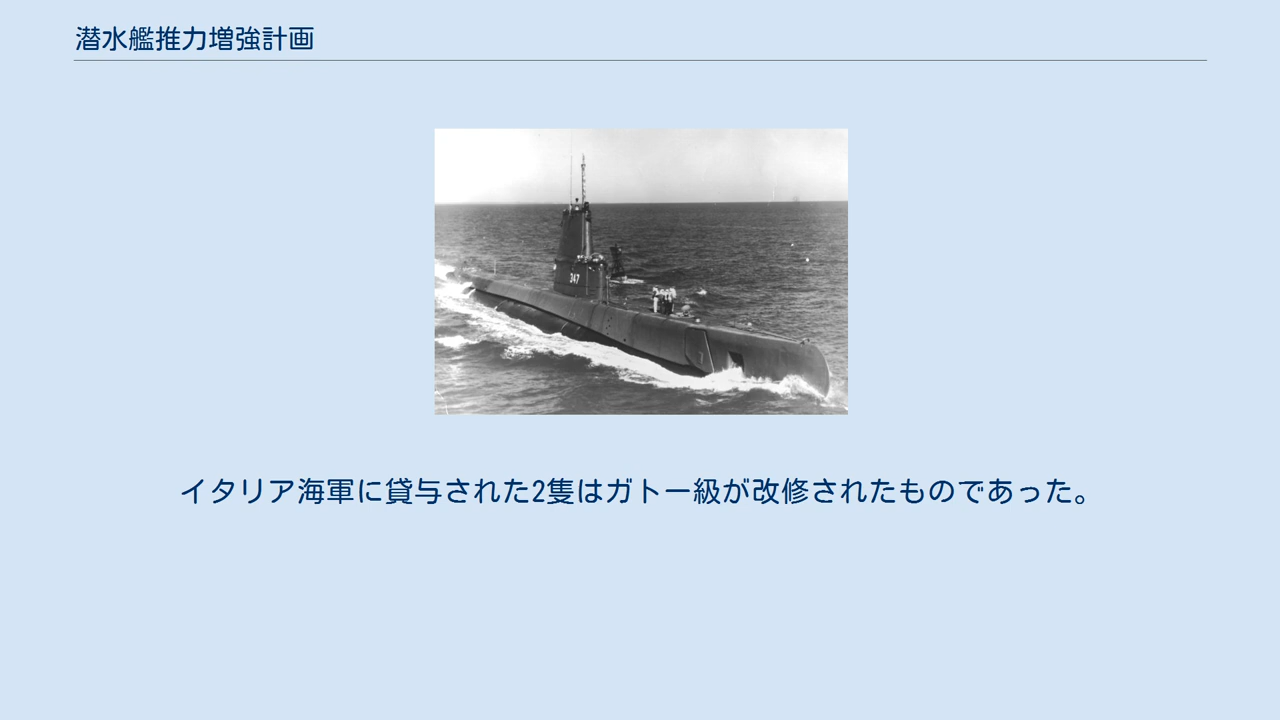 潜水艦推力増強計画
347
イタリア海軍に貸与された2隻はガトー級が改修されたものであった。